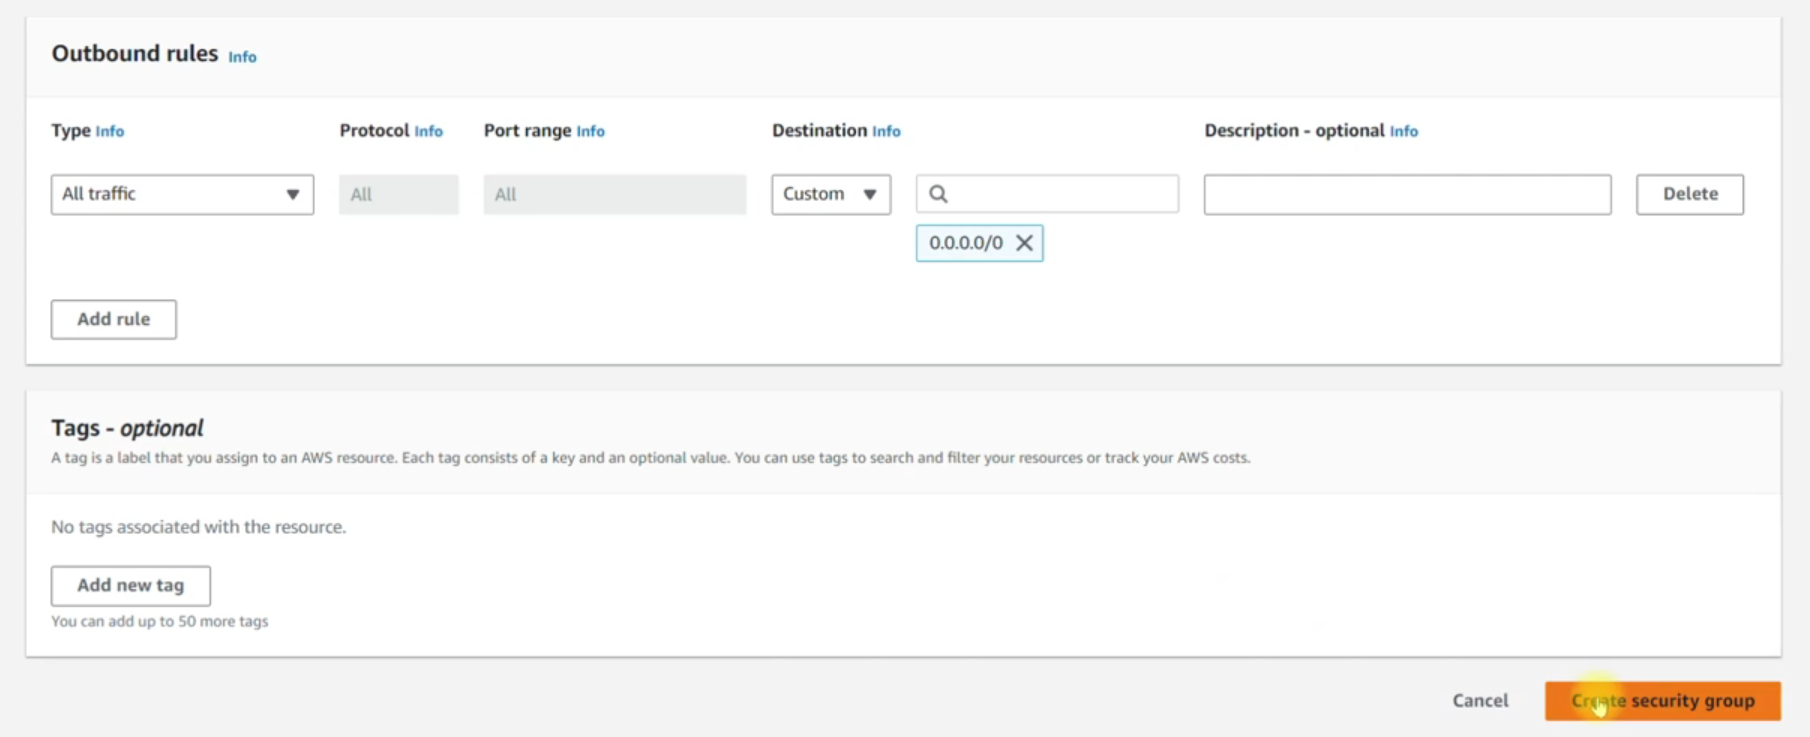 Outbound rules Info
Type Info Protocol Info Port range Info Destination Info Description - optional Info
All traffic All All Custom Delete
0.0.0.0/0
Add rule
Tags - optional
A tag is a label that you assign to an AWS resource. Each tag consists of a key and an optional value. You can use tags to search and filter your resources or track your AWS costs.
No tags associated with the resource.
Add new tag
You can add up to 50 more tags
Cancel Create security group